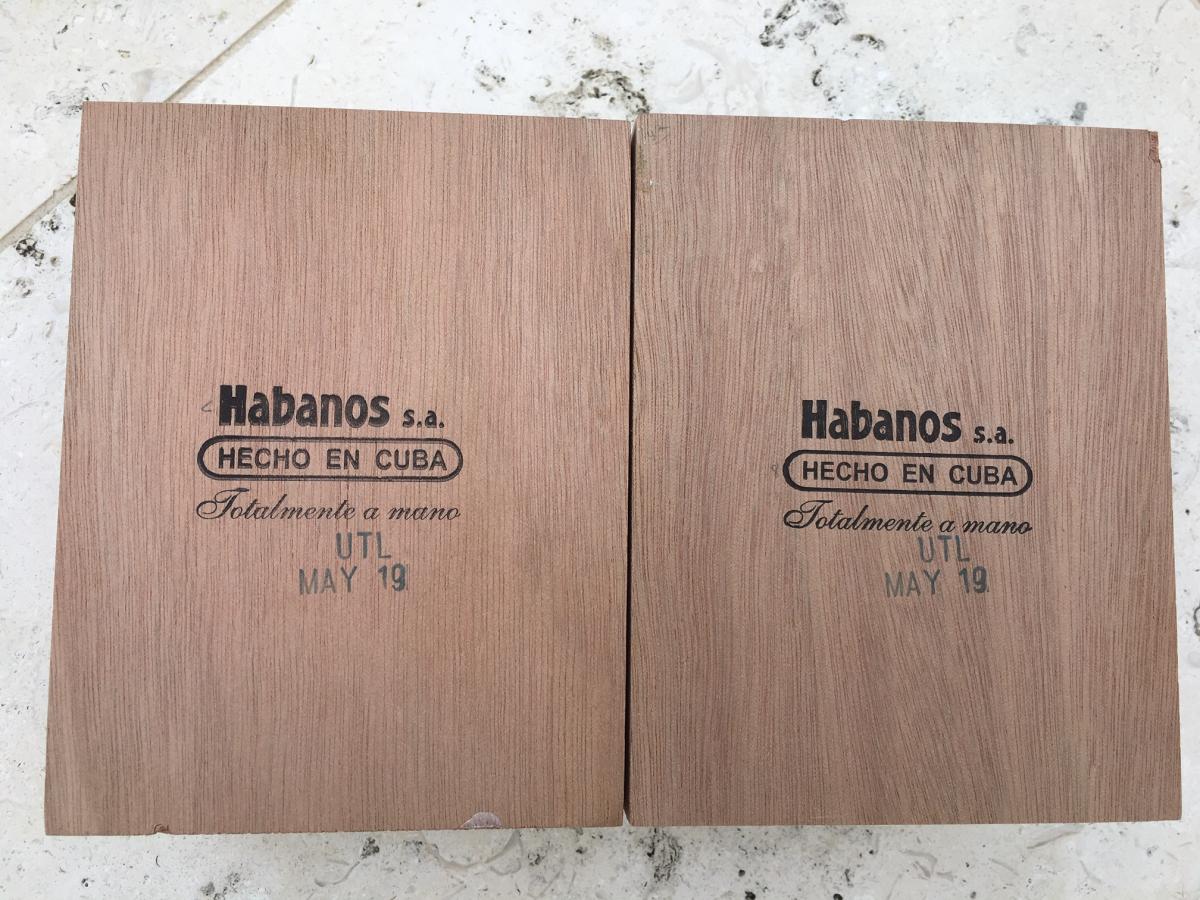 Habanos s.a.
HECHO EN CUBA
Totalmente a mano
UTL
MAY 19
Habanos s.a.
HECHO EN CUBA
Totalmente a mano
UTL
MAY 19